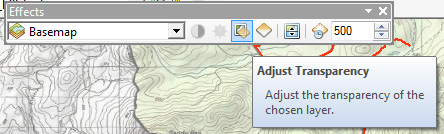 Effects
Basemap
500
Adjust Transparency
Adjust the transparency of the
chosen layer.